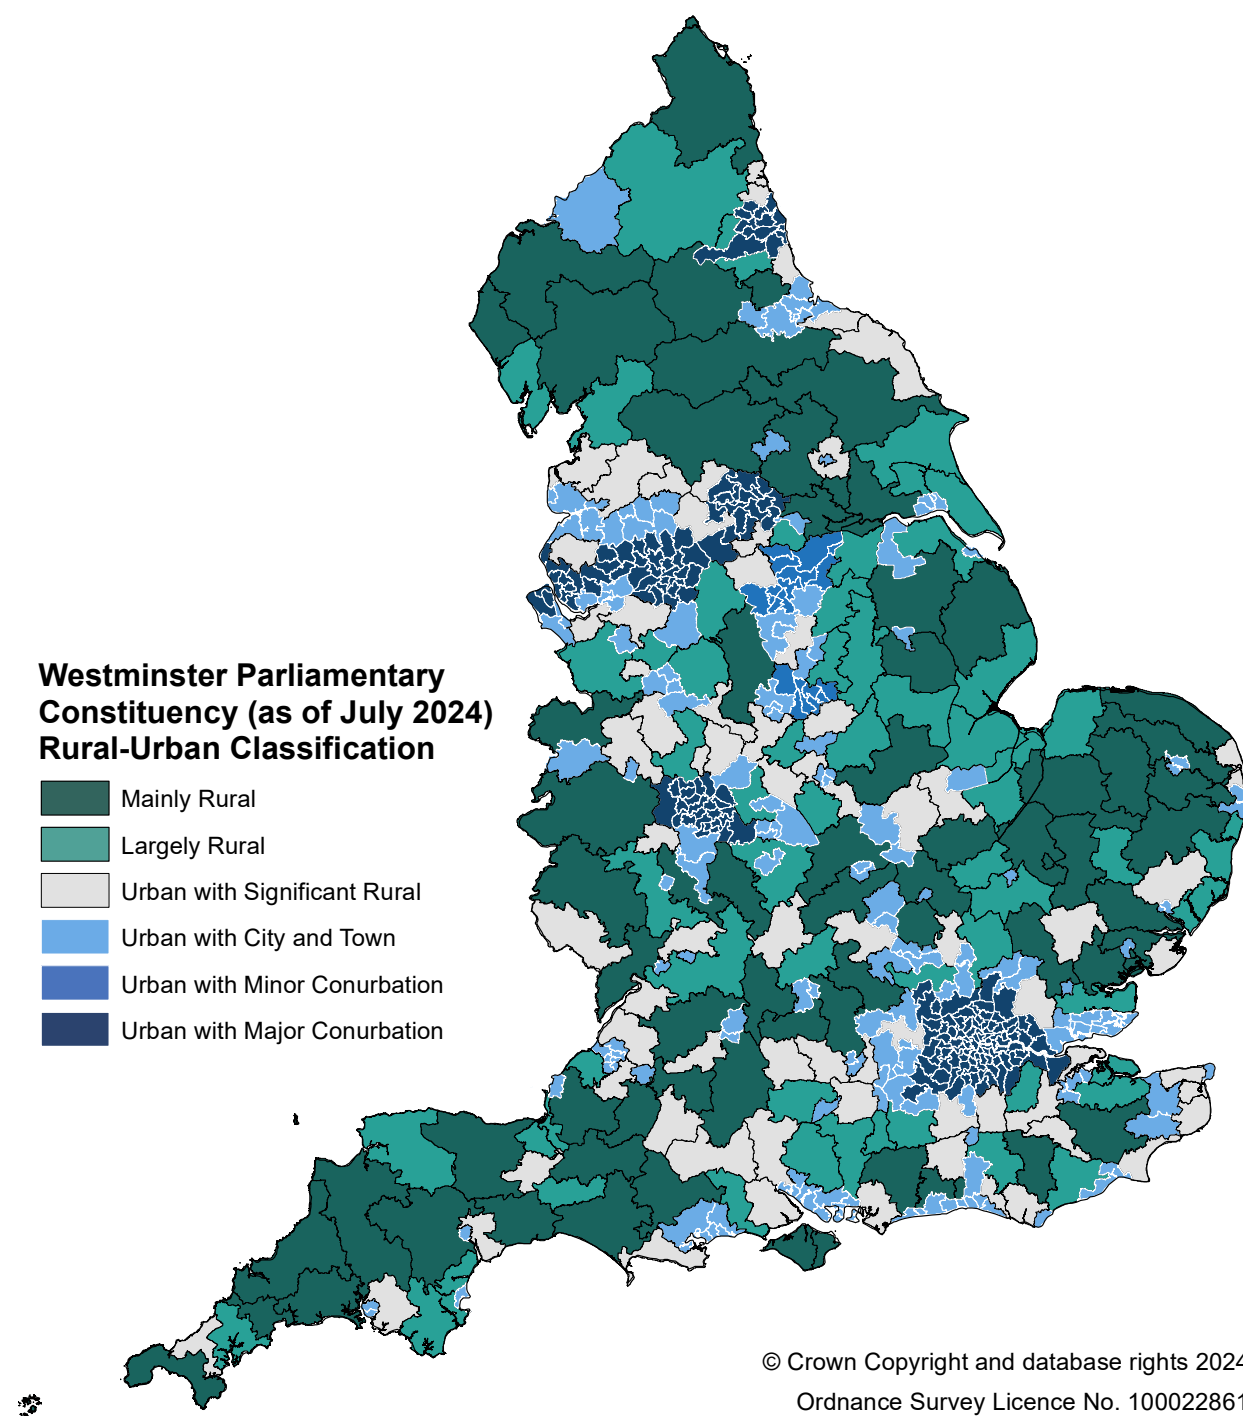 Westminster Parliamentary
Constituency (as of July 2024)
Rural-Urban Classification
Mainly Rural
Largely Rural
Urban with Significant Rural
Urban with City and Town
Urban with Minor Conurbation
Urban with Major Conurbation
© Crown Copyright and database rights 2024
Ordnance Survey Licence No. 100022861